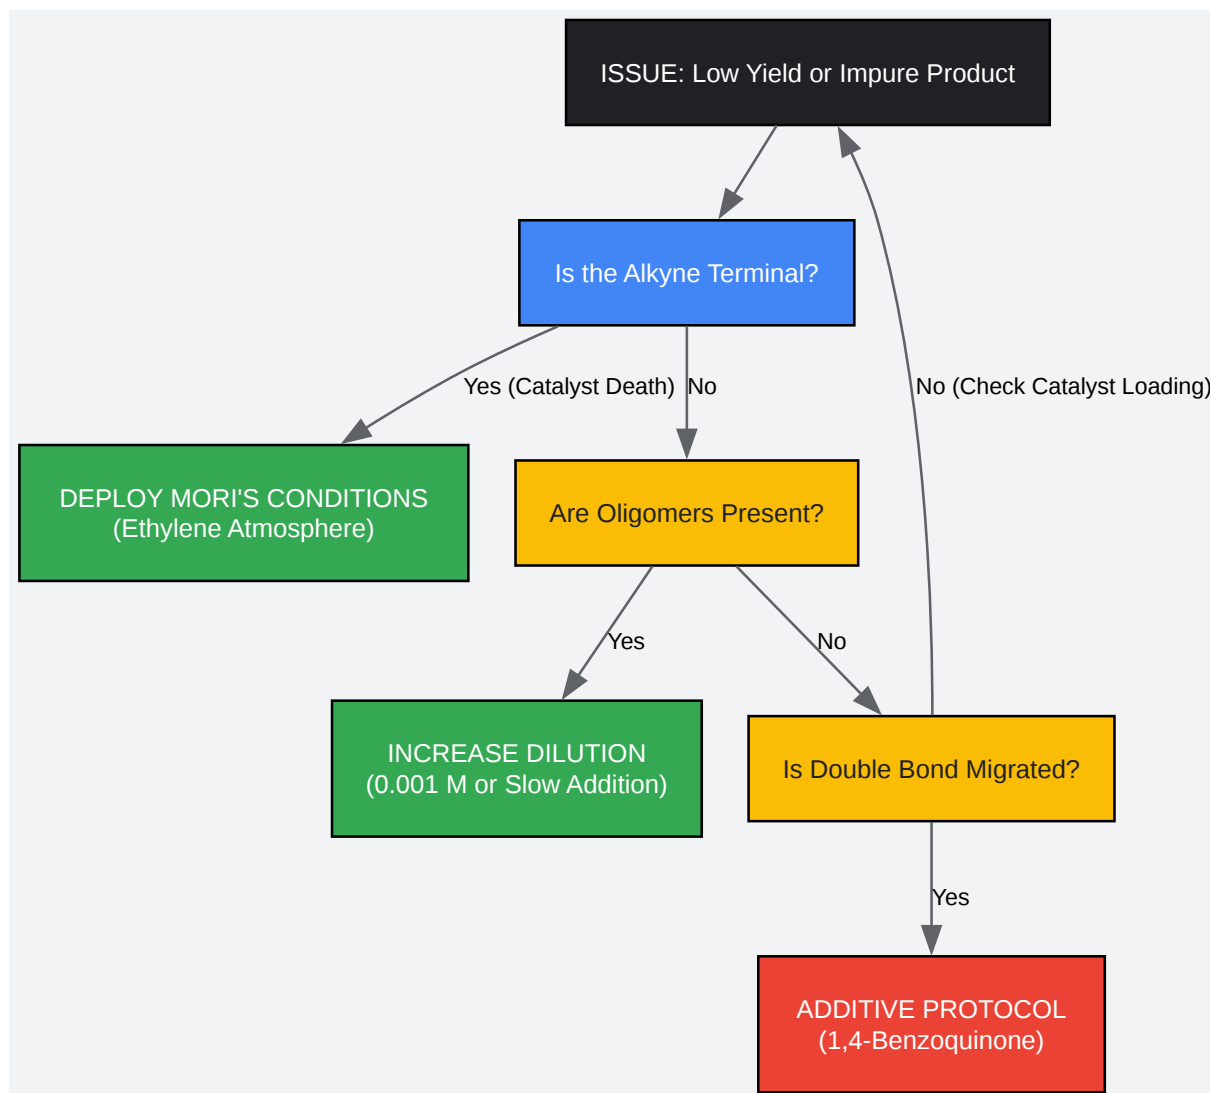 ISSUE: Low Yield or Impure Product
Is the Alkyne Terminal?
Yes (Catalyst Death)
No
No (Check Catalyst Loading)
DEPLOY MORI'S CONDITIONS
(Ethylene Atmosphere)
Are Oligomers Present?
Yes
No
INCREASE DILUTION
(0.001 M or Slow Addition)
Is Double Bond Migrated?
Yes
ADDITIVE PROTOCOL
(1,4-Benzoquinone)